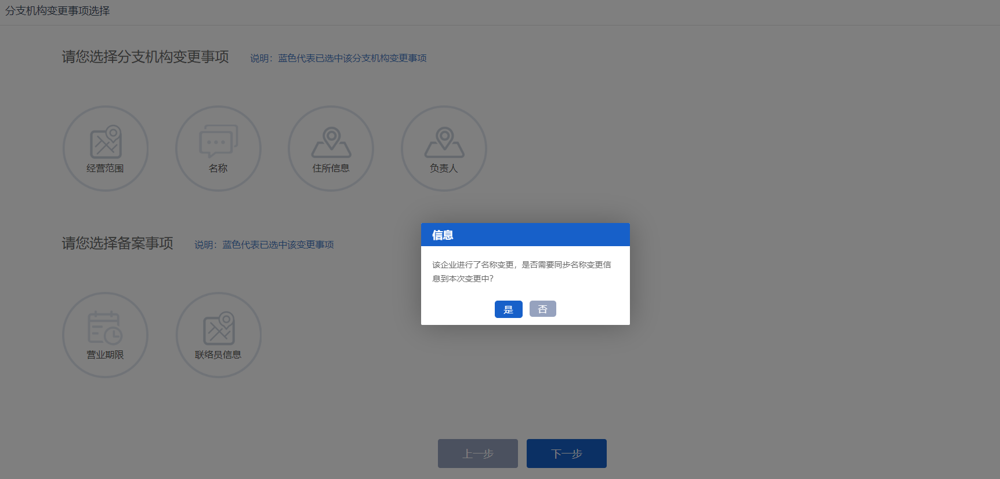 分支机构变更事项选择
请您选择分支机构变更事项 说明：蓝色代表已选中该分支机构变更事项
经营范围 名称 住所信息 负责人
请您选择备案事项 说明：蓝色代表已选中该变更事项
信息
该企业进行了名称变更，是否需要同步名称变更信
息到本次变更中？
是 否
营业期限 联络员信息
上一步 下一步